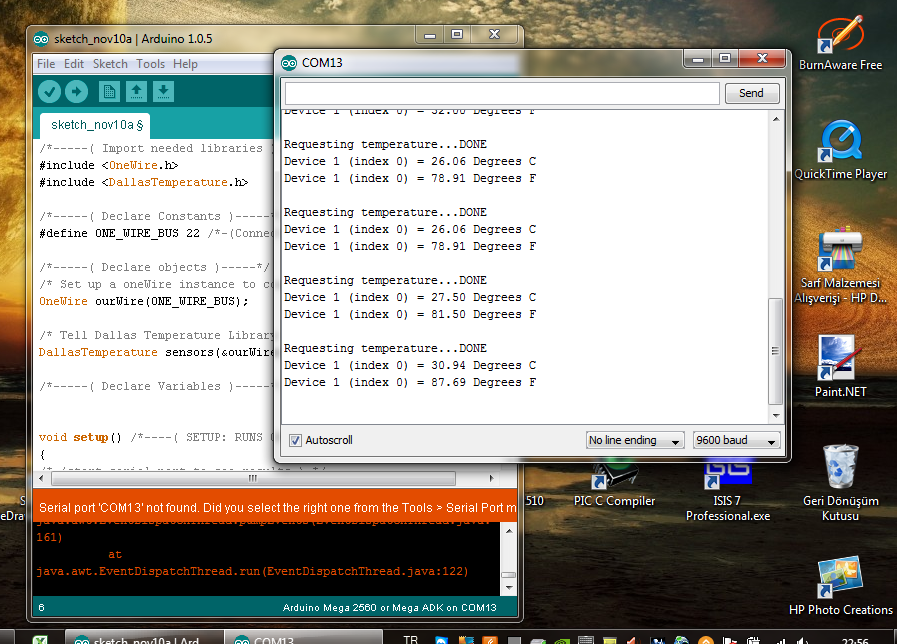 sketch_nov10a | Arduino 1.0.5
File Edit Sketch Tools Help
sketch_nov10a §
/*-----( Import needed libraries
#include <OneWire.h>
#include <DallasTemperature.h>
/*-----( Declare Constants )-----*
#define ONE_WIRE_BUS 22 /*-(Connec
/*-----( Declare objects )-----*/
/* Set up a oneWire instance to co
OneWire ourWire(ONE_WIRE_BUS);
/* Tell Dallas Temperature Library
DallasTemperature sensors(&ourWire
/*-----( Declare Variables )-----*
void setup() /*----( SETUP: RUNS
{
Serial port 'COM13' not found. Did you select the right one from the Tools > Serial Port m
161)
at
java.awt.EventDispatchThread.run(EventDispatchThread.java:122)
6
Arduino Mega 2560 or Mega ADK on COM13
COM13
Send
Device 1 (index 0) = 32.00 Degrees F
Requesting temperature...DONE
Device 1 (index 0) = 26.06 Degrees C
Device 1 (index 0) = 78.91 Degrees F
Requesting temperature...DONE
Device 1 (index 0) = 26.06 Degrees C
Device 1 (index 0) = 78.91 Degrees F
Requesting temperature...DONE
Device 1 (index 0) = 27.50 Degrees C
Device 1 (index 0) = 81.50 Degrees F
Requesting temperature...DONE
Device 1 (index 0) = 30.94 Degrees C
Device 1 (index 0) = 87.69 Degrees F
Autoscroll
No line ending
9600 baud
BurnAware Free
QuickTime Player
Sarf Malzemesi
Alışverişi - HP D...
Paint.NET
510
PIC C Compiler
ISIS 7
Professional.exe
Geri Dönüşüm
Kutusu
HP Photo Creations
sketch_nov10a | Ard
COM13
TR
22:56